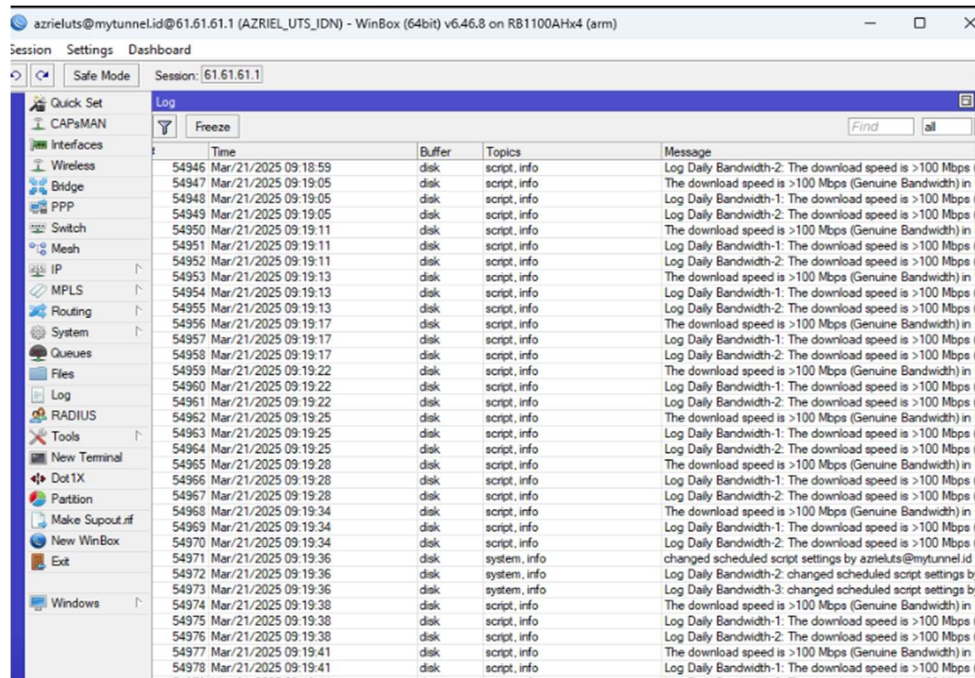 azrieluts@mytunnel.id@61.61.61.1 (AZRIEL_UTS_IDN) - WinBox (64bit) v6.46.8 on RB1100AHx4 (arm)
Session Settings Dashboard
Safe Mode Session: 61.61.61.1
Quick Set
CAPsMAN
Interfaces
Wireless
Bridge
PPP
Switch
Mesh
IP
MPLS
Routing
System
Queues
Files
Log
RADIUS
Tools
New Terminal
Dot1X
Partition
Make Supout.rif
New WinBox
Exit
Windows
Log
Freeze Find all
# Time Buffer Topics Message
54946 Mar/21/2025 09:18:59 disk script, info Log Daily Bandwidth-2: The download speed is >100 Mbps
54947 Mar/21/2025 09:19:05 disk script, info The download speed is >100 Mbps (Genuine Bandwidth) in
54948 Mar/21/2025 09:19:05 disk script, info Log Daily Bandwidth-1: The download speed is >100 Mbps
54949 Mar/21/2025 09:19:05 disk script, info Log Daily Bandwidth-2: The download speed is >100 Mbps
54950 Mar/21/2025 09:19:11 disk script, info The download speed is >100 Mbps (Genuine Bandwidth) in
54951 Mar/21/2025 09:19:11 disk script, info Log Daily Bandwidth-1: The download speed is >100 Mbps
54952 Mar/21/2025 09:19:11 disk script, info Log Daily Bandwidth-2: The download speed is >100 Mbps
54953 Mar/21/2025 09:19:13 disk script, info The download speed is >100 Mbps (Genuine Bandwidth) in
54954 Mar/21/2025 09:19:13 disk script, info Log Daily Bandwidth-1: The download speed is >100 Mbps
54955 Mar/21/2025 09:19:13 disk script, info Log Daily Bandwidth-2: The download speed is >100 Mbps
54956 Mar/21/2025 09:19:17 disk script, info The download speed is >100 Mbps (Genuine Bandwidth) in
54957 Mar/21/2025 09:19:17 disk script, info Log Daily Bandwidth-1: The download speed is >100 Mbps
54958 Mar/21/2025 09:19:17 disk script, info Log Daily Bandwidth-2: The download speed is >100 Mbps
54959 Mar/21/2025 09:19:22 disk script, info The download speed is >100 Mbps (Genuine Bandwidth) in
54960 Mar/21/2025 09:19:22 disk script, info Log Daily Bandwidth-1: The download speed is >100 Mbps
54961 Mar/21/2025 09:19:22 disk script, info Log Daily Bandwidth-2: The download speed is >100 Mbps
54962 Mar/21/2025 09:19:25 disk script, info The download speed is >100 Mbps (Genuine Bandwidth) in
54963 Mar/21/2025 09:19:25 disk script, info Log Daily Bandwidth-1: The download speed is >100 Mbps
54964 Mar/21/2025 09:19:25 disk script, info Log Daily Bandwidth-2: The download speed is >100 Mbps
54965 Mar/21/2025 09:19:28 disk script, info The download speed is >100 Mbps (Genuine Bandwidth) in
54966 Mar/21/2025 09:19:28 disk script, info Log Daily Bandwidth-1: The download speed is >100 Mbps
54967 Mar/21/2025 09:19:28 disk script, info Log Daily Bandwidth-2: The download speed is >100 Mbps
54968 Mar/21/2025 09:19:34 disk script, info The download speed is >100 Mbps (Genuine Bandwidth) in
54969 Mar/21/2025 09:19:34 disk script, info Log Daily Bandwidth-1: The download speed is >100 Mbps
54970 Mar/21/2025 09:19:34 disk script, info Log Daily Bandwidth-2: The download speed is >100 Mbps
54971 Mar/21/2025 09:19:36 disk system, info changed scheduled script settings by azrieluts@mytunnel.id
54972 Mar/21/2025 09:19:36 disk system, info Log Daily Bandwidth-2: changed scheduled script settings by
54973 Mar/21/2025 09:19:36 disk system, info Log Daily Bandwidth-3: changed scheduled script settings by
54974 Mar/21/2025 09:19:38 disk script, info The download speed is >100 Mbps (Genuine Bandwidth) in
54975 Mar/21/2025 09:19:38 disk script, info Log Daily Bandwidth-1: The download speed is >100 Mbps
54976 Mar/21/2025 09:19:38 disk script, info Log Daily Bandwidth-2: The download speed is >100 Mbps
54977 Mar/21/2025 09:19:41 disk script, info The download speed is >100 Mbps (Genuine Bandwidth) in
54978 Mar/21/2025 09:19:41 disk script, info Log Daily Bandwidth-1: The download speed is >100 Mbps